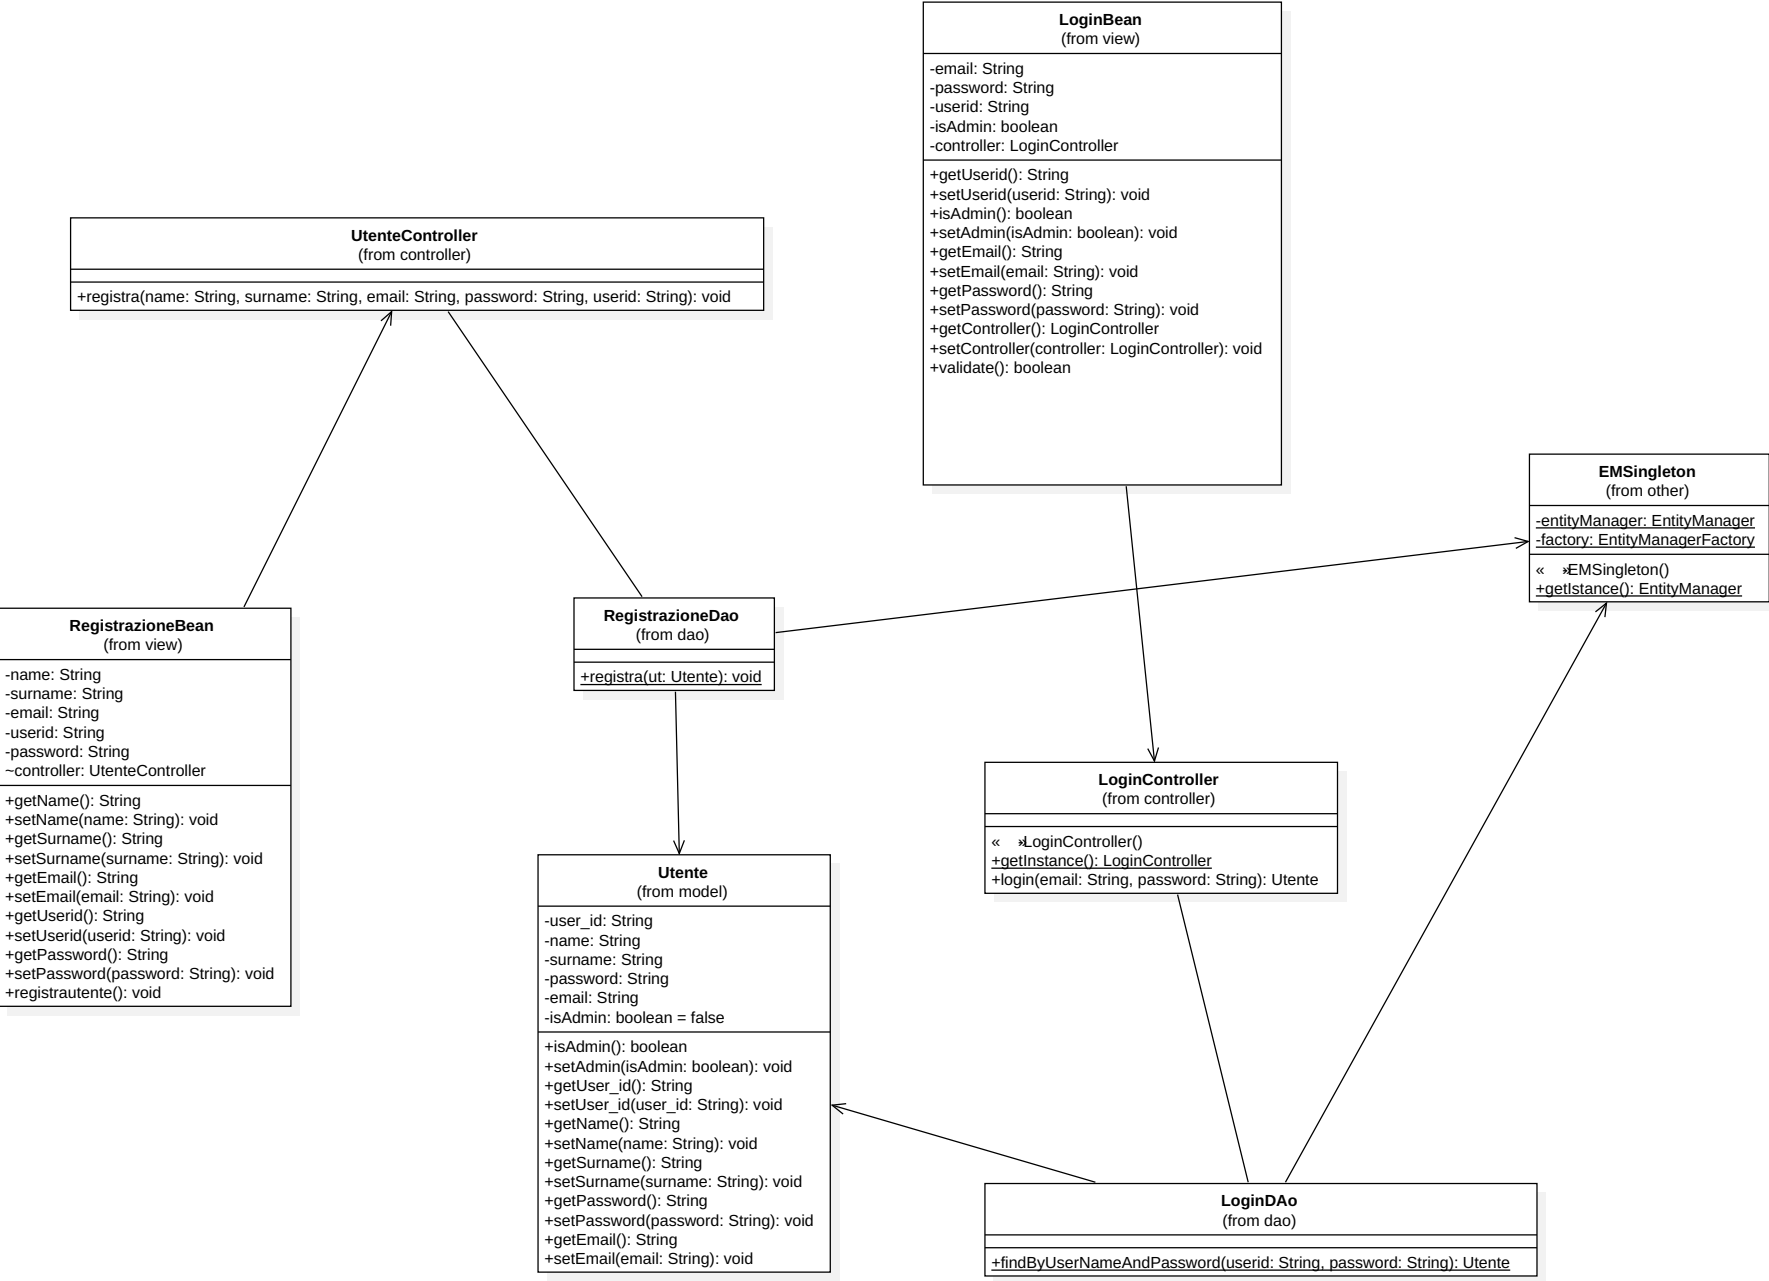 LoginBean
(from view)
-email: String
-password: String
-userid: String
-isAdmin: boolean
-controller: LoginController
+getUserid(): String
+setUserid(userid: String): void
+isAdmin(): boolean
+setAdmin(isAdmin: boolean): void
+getEmail(): String
+setEmail(email: String): void
+getPassword(): String
+setPassword(password: String): void
+getController(): LoginController
+setController(controller: LoginController): void
+validate(): boolean
UtenteController
(from controller)
+registra(name: String, surname: String, email: String, password: String, userid: String): void
EMSingleton
(from other)
-entityManager: EntityManager
-factory: EntityManagerFactory
« »EMSingleton()
+getIstance(): EntityManager
RegistrazioneBean
(from view)
-name: String
-surname: String
-email: String
-userid: String
-password: String
~controller: UtenteController
+getName(): String
+setName(name: String): void
+getSurname(): String
+setSurname(surname: String): void
+getEmail(): String
+setEmail(email: String): void
+getUserid(): String
+setUserid(userid: String): void
+getPassword(): String
+setPassword(password: String): void
+registrautente(): void
RegistrazioneDao
(from dao)
+registra(ut: Utente): void
LoginController
(from controller)
« »LoginController()
+getInstance(): LoginController
+login(email: String, password: String): Utente
Utente
(from model)
-user_id: String
-name: String
-surname: String
-password: String
-email: String
-isAdmin: boolean = false
+isAdmin(): boolean
+setAdmin(isAdmin: boolean): void
+getUser_id(): String
+setUser_id(user_id: String): void
+getName(): String
+setName(name: String): void
+getSurname(): String
+setSurname(surname: String): void
+getPassword(): String
+setPassword(password: String): void
+getEmail(): String
+setEmail(email: String): void
LoginDAo
(from dao)
+findByUserNameAndPassword(userid: String, password: String): Utente